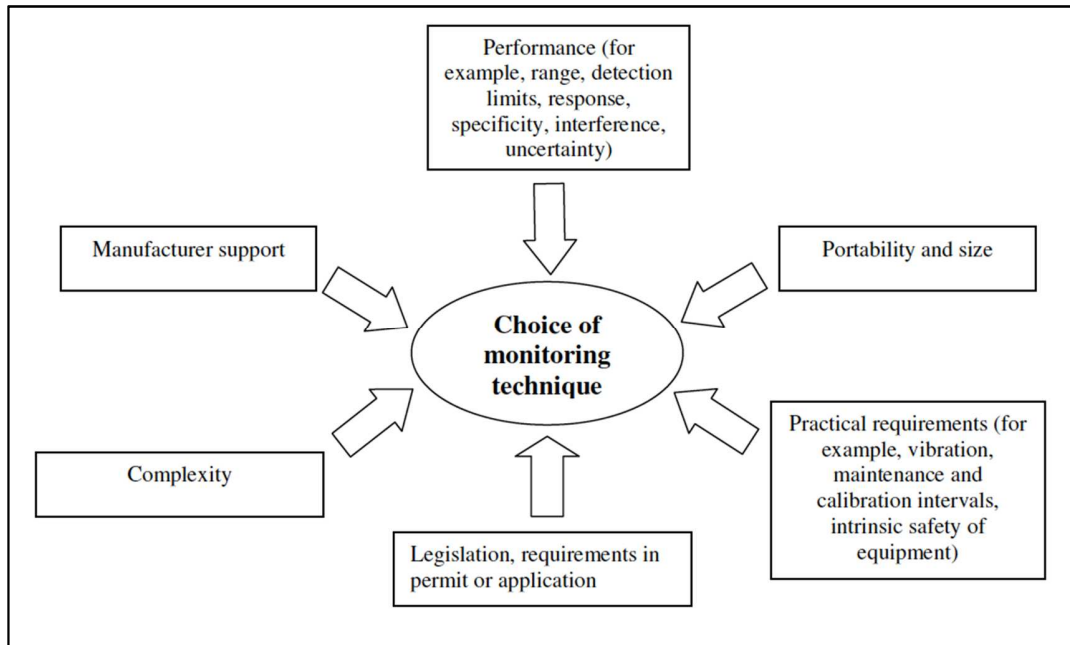 Performance (for
example, range, detection
limits, response,
specificity, interference,
uncertainty)
Manufacturer support
Portability and size
Choice of
monitoring
technique
Complexity
Practical requirements (for
example, vibration,
maintenance and
calibration intervals,
intrinsic safety of
equipment)
Legislation, requirements in
permit or application